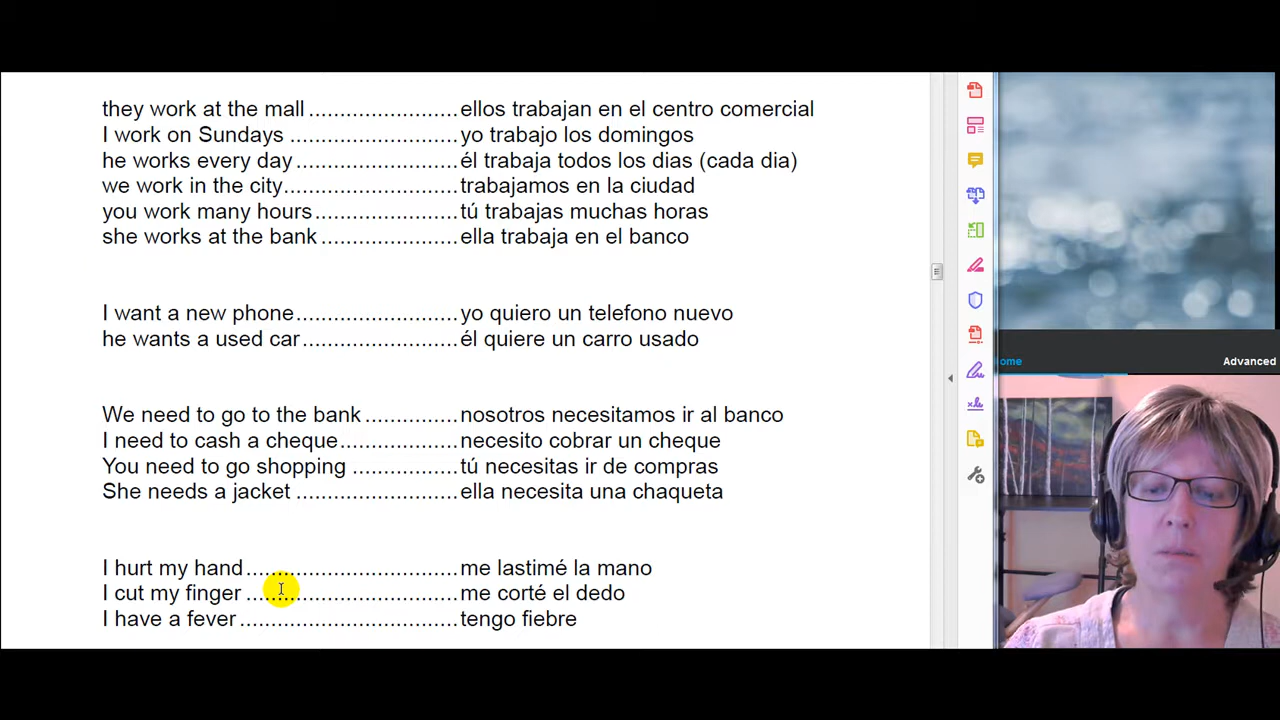 they work at the mall ........................ ellos trabajan en el centro comercial
I work on Sundays ........................... yo trabajo los domingos
he works every day .......................... él trabaja todos los dias (cada dia)
we work in the city............................ trabajamos en la ciudad
you work many hours....................... tú trabajas muchas horas
she works at the bank ...................... ella trabaja en el banco
I want a new phone.......................... yo quiero un telefono nuevo
he wants a used car......................... él quiere un carro usado
We need to go to the bank ............... nosotros necesitamos ir al banco
I need to cash a cheque................... necesito cobrar un cheque
You need to go shopping ................. tú necesitas ir de compras
She needs a jacket .......................... ella necesita una chaqueta
I hurt my hand.................................. me lastimé la mano
I cut my finger .................................. me corté el dedo
I have a fever ................................... tengo fiebre
ome Advanced